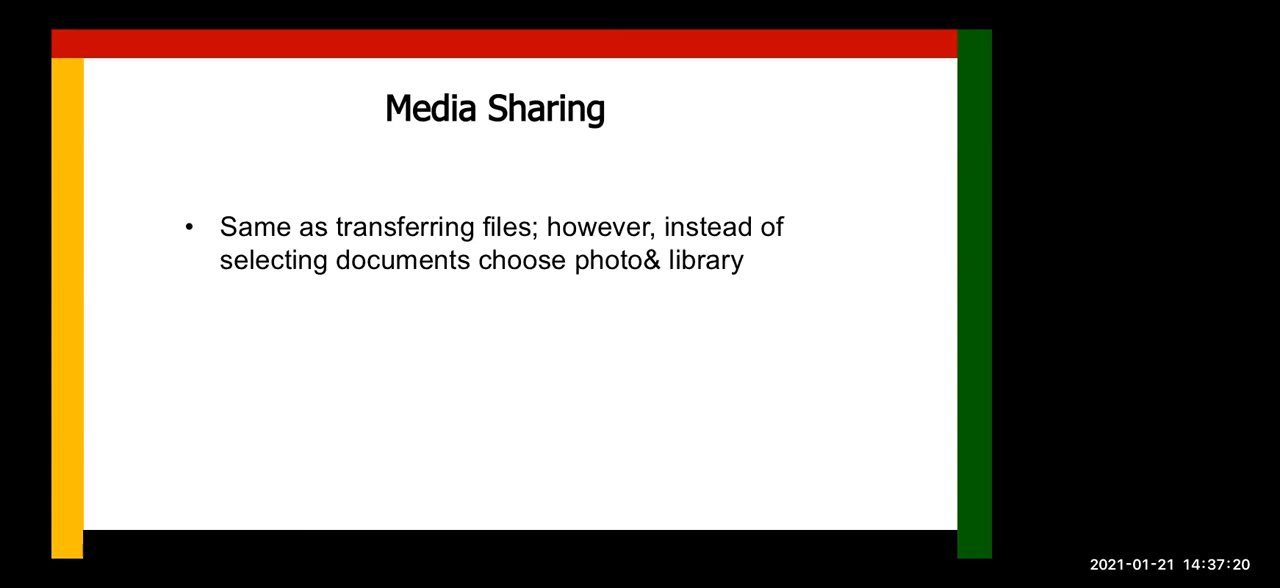 Media Sharing
• Same as transferring files; however, instead of
selecting documents choose photo& library
2021-01-21 14:37:20